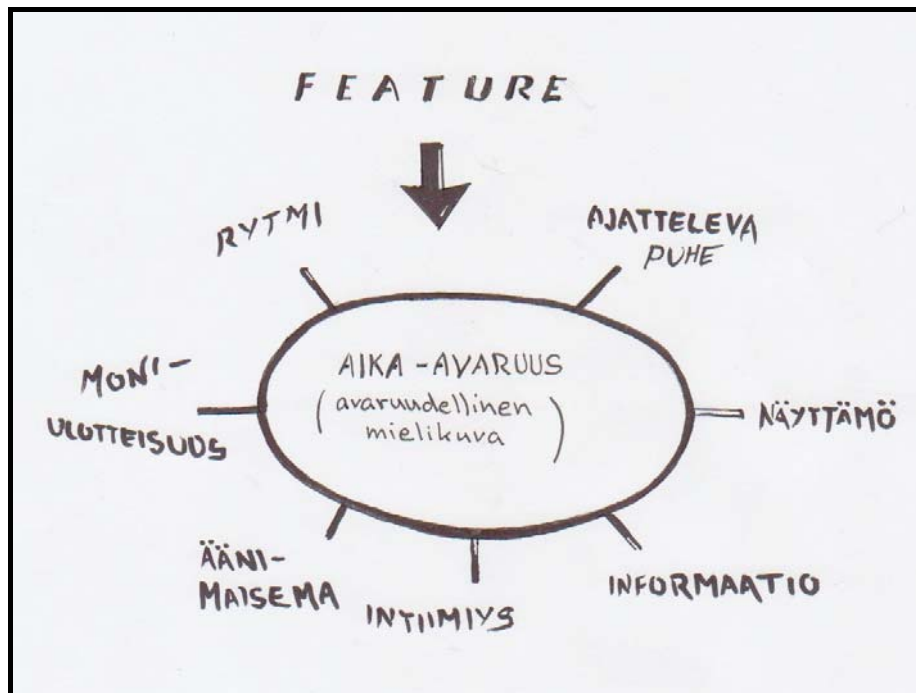 FEATURE
RYTMI
AJATTELEVA
PUHE
AIKA-AVARUUS
(avaruudellinen
mielikuva)
MONI-
ULOTTEISUUS
NÄYTTÄMÖ
ÄÄNI-
MAISEMA
INTIIMIYS
INFORMAATIO